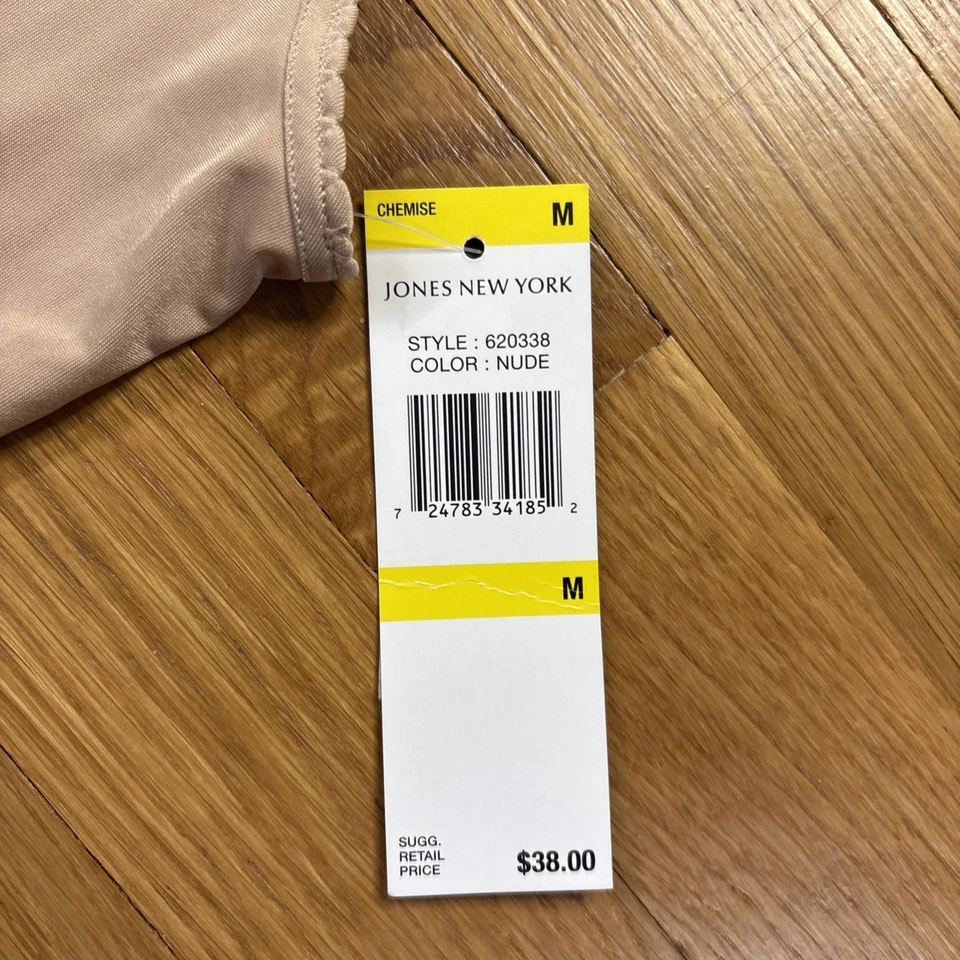 CHEMISE M
JONES NEW YORK
STYLE : 620338
COLOR : NUDE
7 24783 34185 2
M
SUGG.
RETAIL
PRICE $38.00